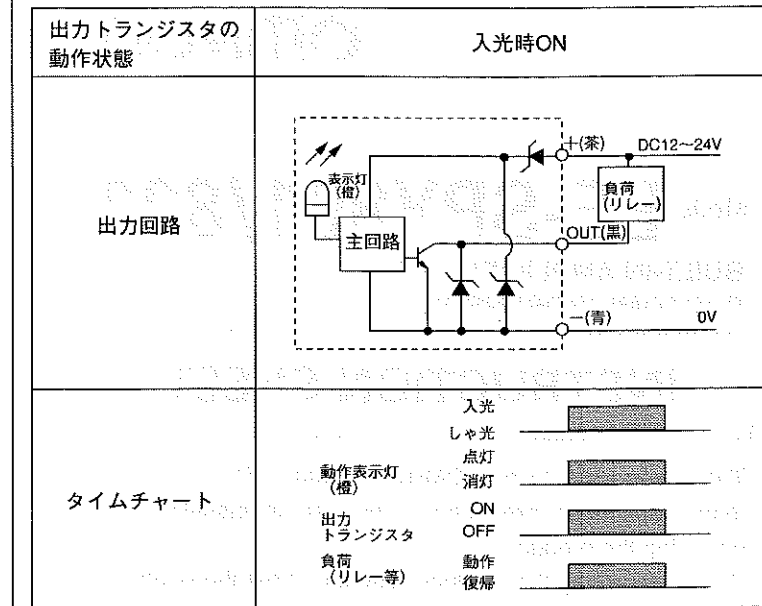 出力トランジスタの
動作状態
入光時ON
出力回路
表示灯
(橙)
主回路
+(茶)
DC12～24V
負荷
(リレー)
OUT(黒)
−(青)
0V
タイムチャート
入光
しゃ光
動作表示灯
(橙)
点灯
消灯
出力
トランジスタ
ON
OFF
負荷
(リレー等)
動作
復帰